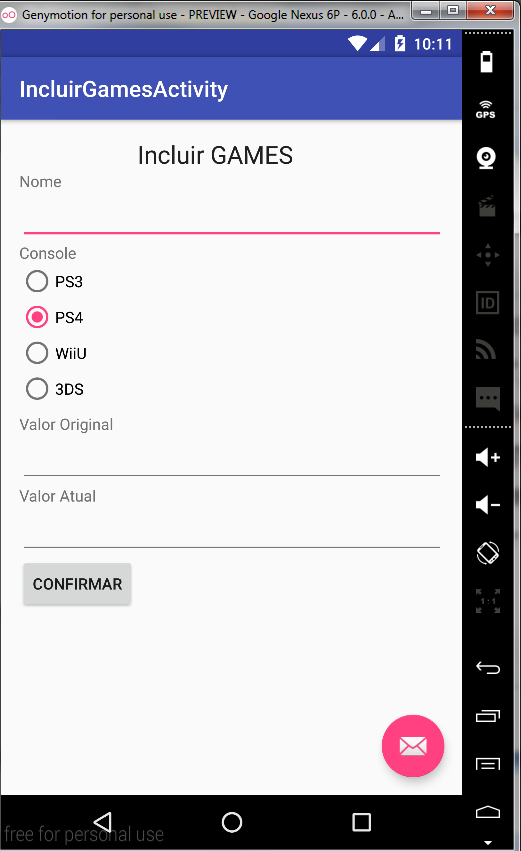 Genymotion for personal use - PREVIEW - Google Nexus 6P - 6.0.0 - A...
10:11
IncluirGamesActivity
GPS
Incluir GAMES
Nome
Console
PS3
PS4
WiiU
3DS
ID
Valor Original
Valor Atual
CONFIRMAR
1:1
free for personal use